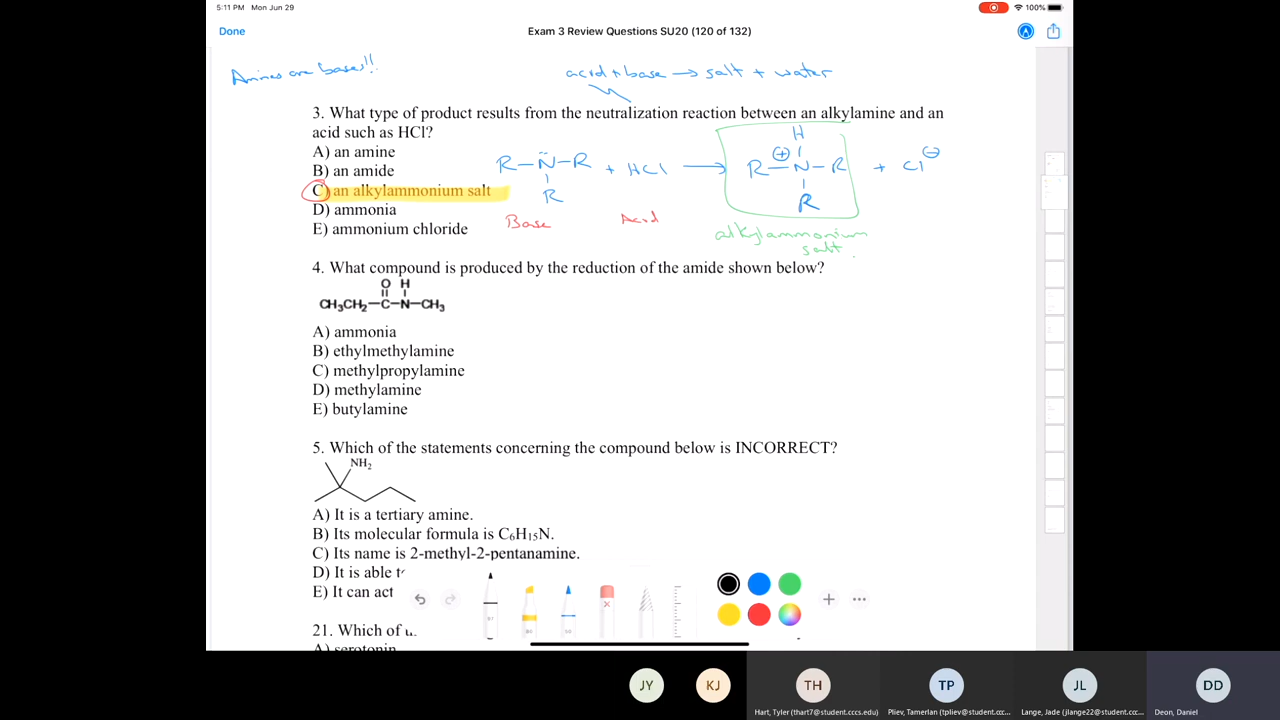 5:11 PM Mon Jun 29
100%
Done
Exam 3 Review Questions SU20 (120 of 132)
Amines are bases!!
acid + base → salt + water
3. What type of product results from the neutralization reaction between an alkylamine and an
acid such as HCl?
A) an amine
B) an amide
C) an alkylammonium salt
D) ammonia
E) ammonium chloride
H
R–N̈–R + HCl → R–N–R + Cl⊖
⊕
R
R
Base
Acid
alkylammonium
salt
4. What compound is produced by the reduction of the amide shown below?
O H
CH3CH2–C–N–CH3
A) ammonia
B) ethylmethylamine
C) methylpropylamine
D) methylamine
E) butylamine
5. Which of the statements concerning the compound below is INCORRECT?
NH2
A) It is a tertiary amine.
B) Its molecular formula is C6H15N.
C) Its name is 2-methyl-2-pentanamine.
D) It is able t
E) It can act
21. Which of
A) serotonin
JY
KJ
TH
TP
JL
DD
Hart, Tyler (thart7@student.cccs.edu)
Pliev, Tamerlan (tpliev@student.ccc...
Lange, Jade (jlange22@student.ccc...
Deon, Daniel